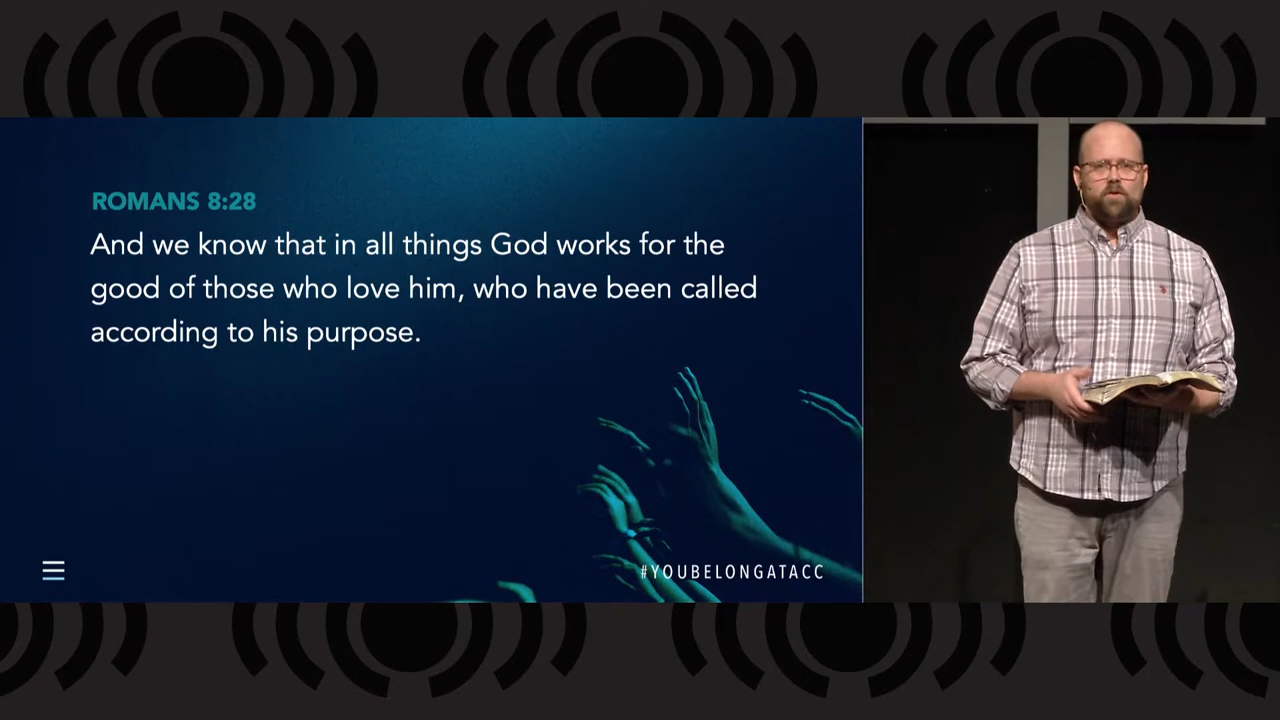 ROMANS 8:28
And we know that in all things God works for the
good of those who love him, who have been called
according to his purpose.
#YOUBELONGATACC